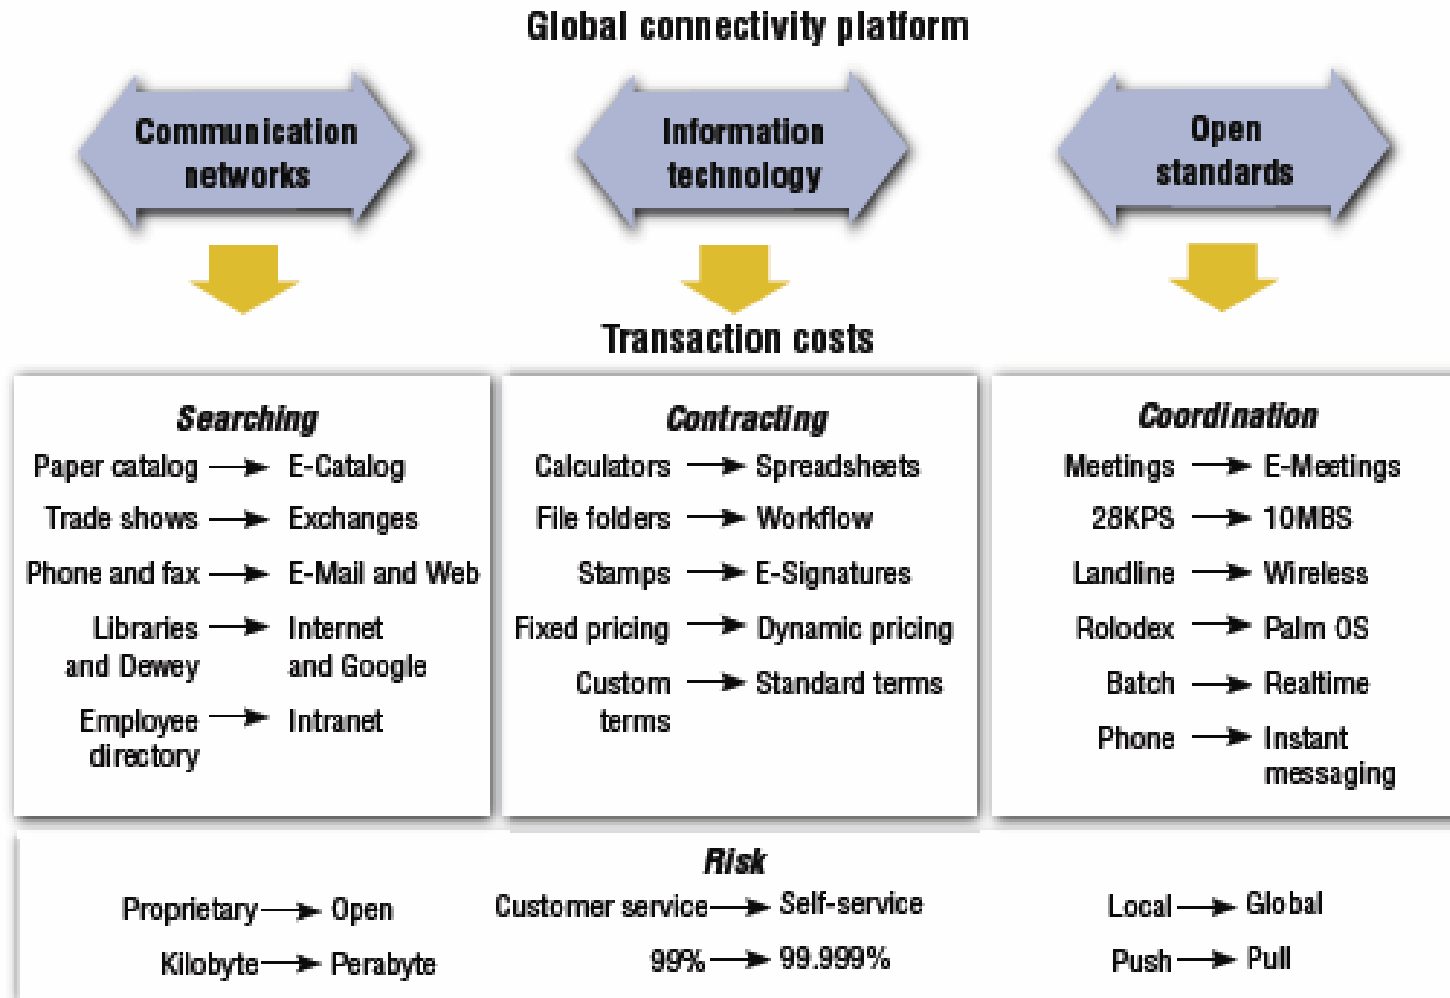 Global connectivity platform
Communication
networks
Information
technology
Open
standards
Transaction costs
Searching
Paper catalog → E-Catalog
Trade shows → Exchanges
Phone and fax → E-Mail and Web
Libraries → Internet
and Dewey and Google
Employee → Intranet
directory
Contracting
Calculators → Spreadsheets
File folders → Workflow
Stamps → E-Signatures
Fixed pricing → Dynamic pricing
Custom → Standard terms
terms
Coordination
Meetings → E-Meetings
28KPS → 10MBS
Landline → Wireless
Rolodex → Palm OS
Batch → Realtime
Phone → Instant
messaging
Risk
Proprietary → Open
Kilobyte → Perabyte
Customer service → Self-service
99% → 99.999%
Local → Global
Push → Pull